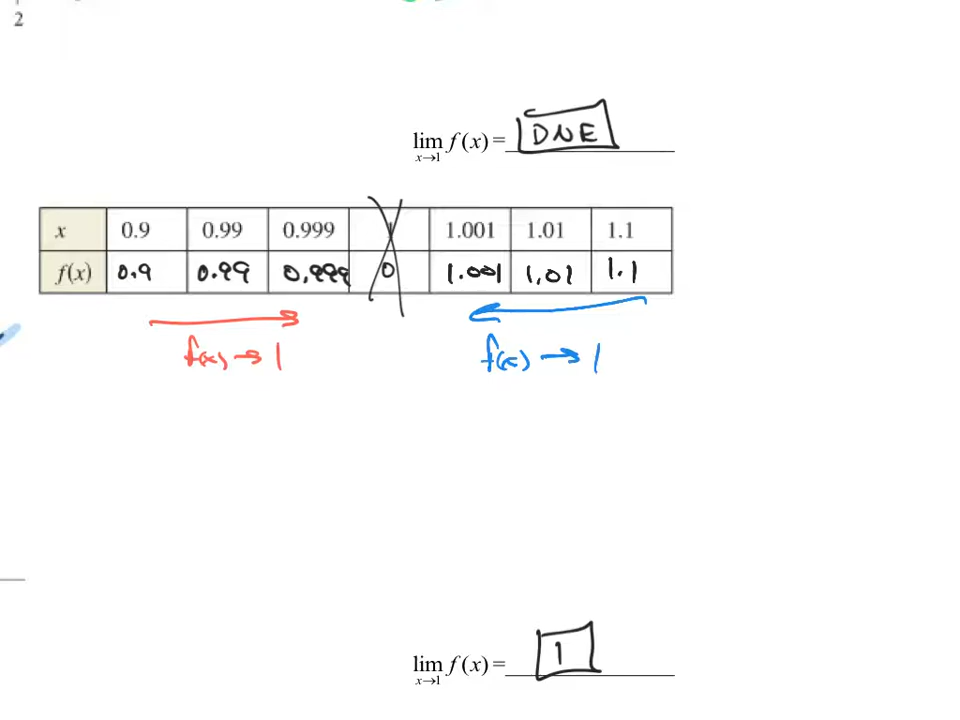 2
lim f(x) = DNE
x→1
x 0.9 0.99 0.999 1 1.001 1.01 1.1
f(x) 0.9 0.99 0.999 0 1.001 1.01 1.1
f(x) → 1 f(x) → 1
lim f(x) = 1
x→1